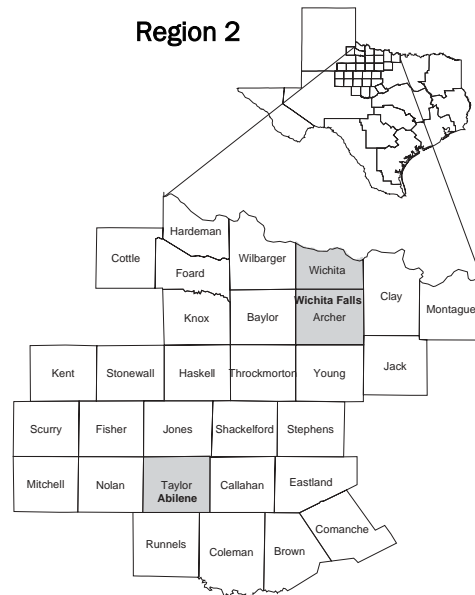 Region 2
Hardeman
Cottle
Foard
Wilbarger
Wichita
Wichita Falls
Archer
Clay
Montague
Knox
Baylor
Kent
Stonewall
Haskell
Throckmorton
Young
Jack
Scurry
Fisher
Jones
Shackelford
Stephens
Mitchell
Nolan
Taylor
Abilene
Callahan
Eastland
Runnels
Coleman
Brown
Comanche